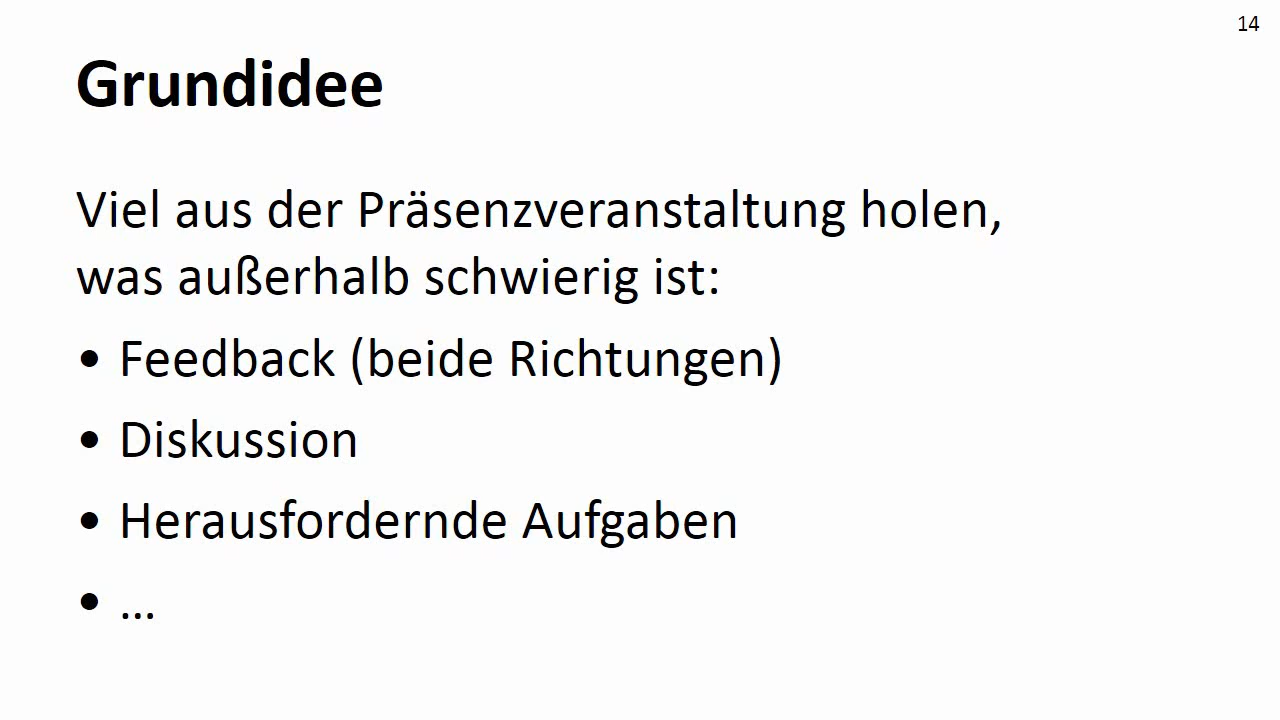 14
Grundidee
Viel aus der Präsenzveranstaltung holen,
was außerhalb schwierig ist:
• Feedback (beide Richtungen)
• Diskussion
• Herausfordernde Aufgaben
• ...